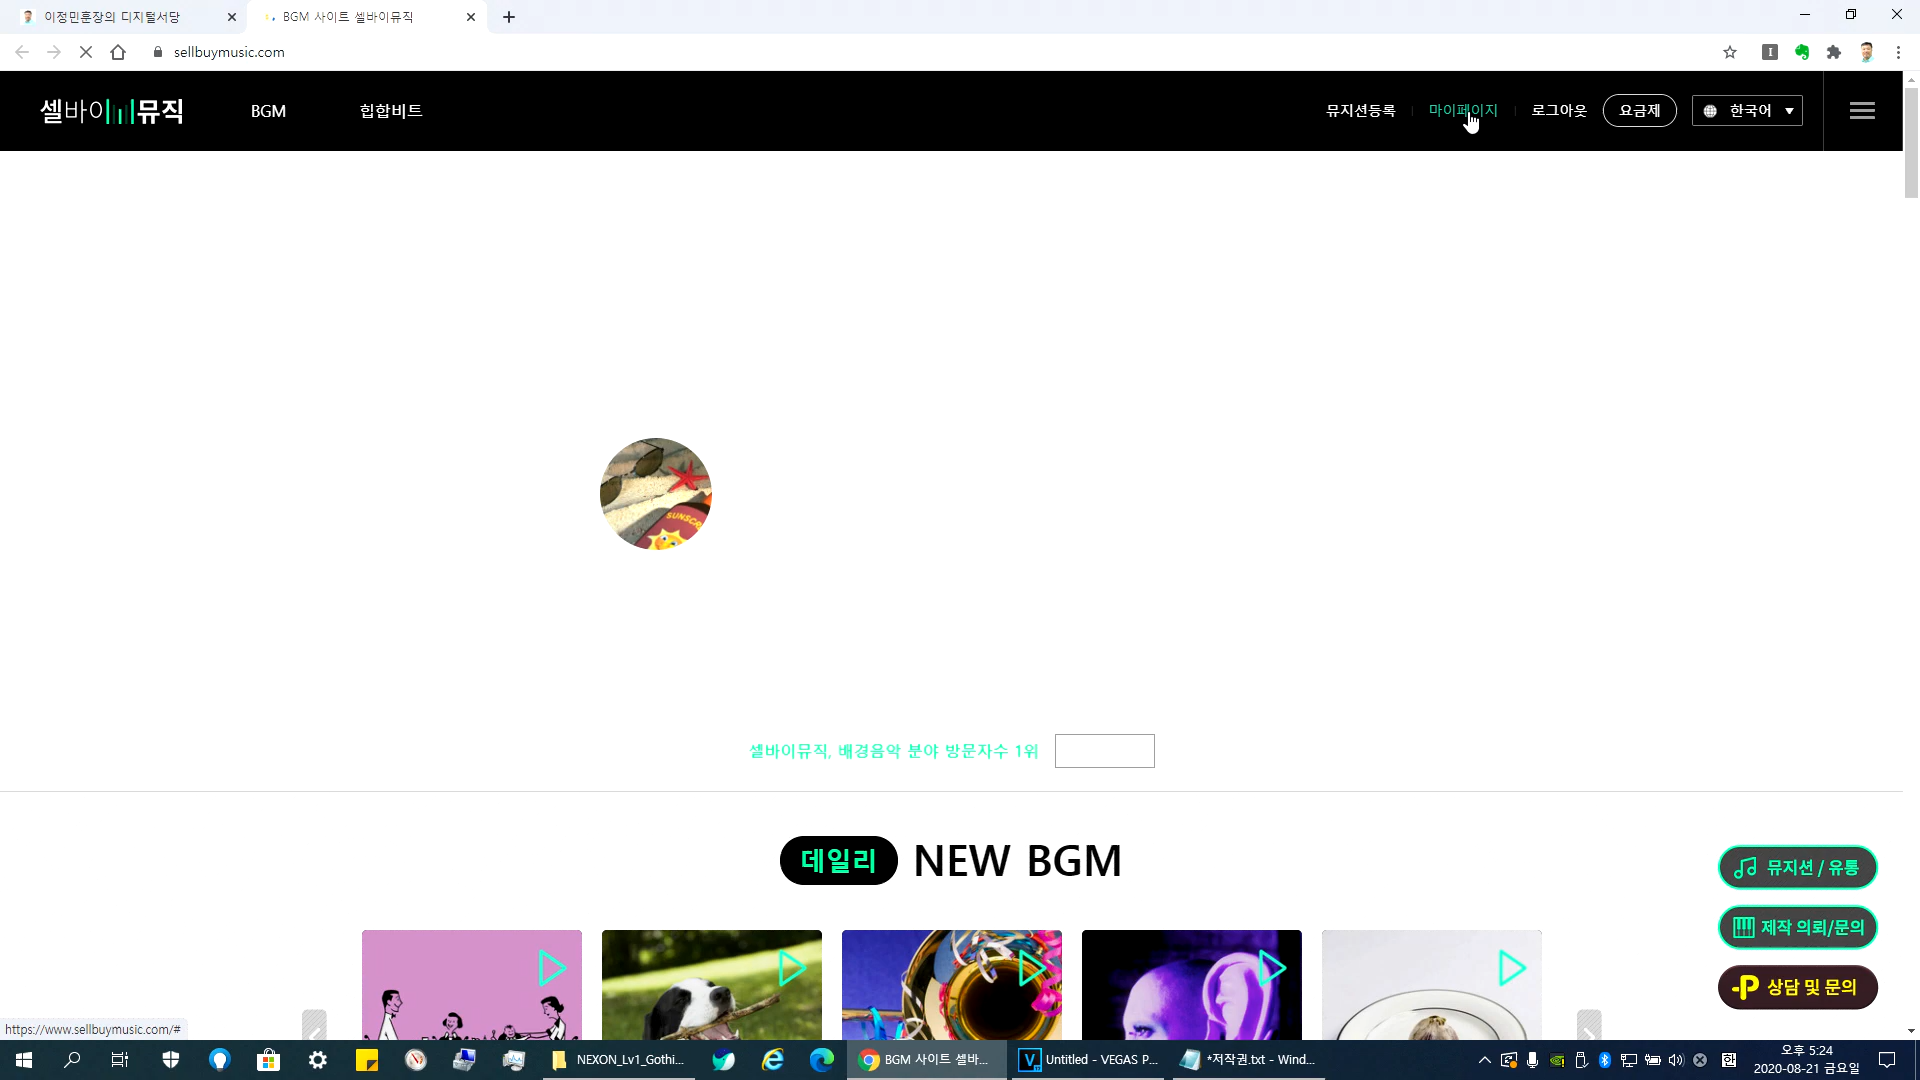 이정민훈장의 디지털서당
BGM 사이트 셀바이뮤직
sellbuymusic.com
셀바이뮤직
BGM
힙합비트
뮤지션등록
마이페이지
로그아웃
요금제
한국어
SUNSCR
셀바이뮤직, 배경음악 분야 방문자수 1위
데일리 NEW BGM
뮤지션 / 유통
제작 의뢰/문의
상담 및 문의
https://www.sellbuymusic.com/#
NEXON_Lv1_Gothi...
BGM 사이트 셀바...
Untitled - VEGAS P...
*저작권.txt - Wind...
한
오후 5:24
2020-08-21 금요일